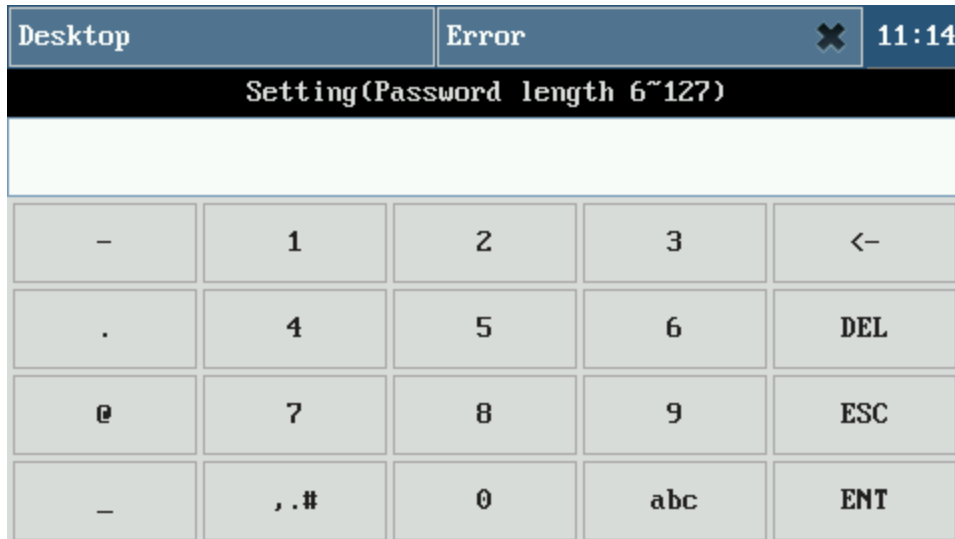 Desktop Error 11:14
Setting(Password length 6~127)
- 1 2 3 <-
. 4 5 6 DEL
@ 7 8 9 ESC
_ ,.# 0 abc ENT